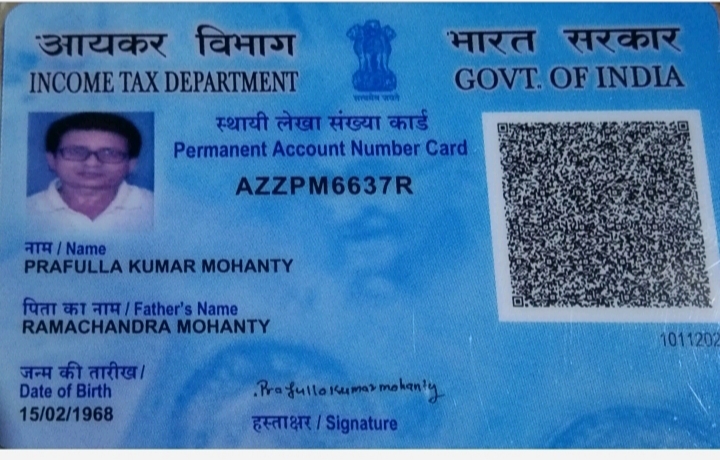 आयकर विभाग
INCOME TAX DEPARTMENT
सत्यमेव जयते
भारत सरकार
GOVT. OF INDIA
स्थायी लेखा संख्या कार्ड
Permanent Account Number Card
AZZPM6637R
नाम / Name
PRAFULLA KUMAR MOHANTY
पिता का नाम / Father's Name
RAMACHANDRA MOHANTY
1011202
जन्म की तारीख /
Date of Birth
15/02/1968
Prafulla Kumar mohanty
हस्ताक्षर / Signature